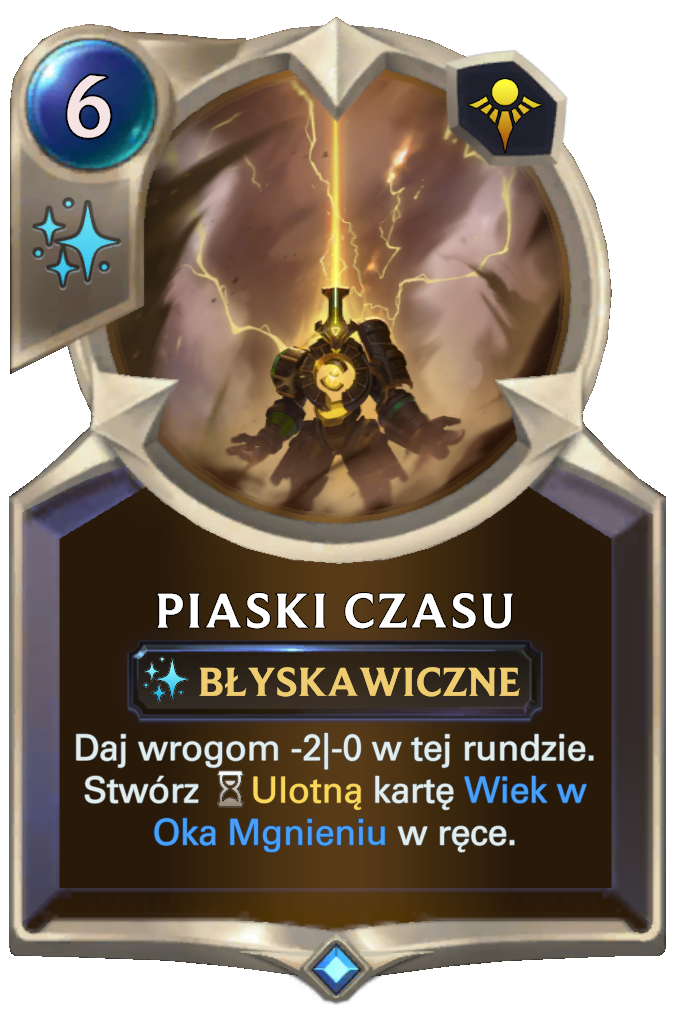 6
PIASKI CZASU
BŁYSKAWICZNE
Daj wrogom -2|-0 w tej rundzie.
Stwórz Ulotną kartę Wiek w
Oka Mgnieniu w ręce.